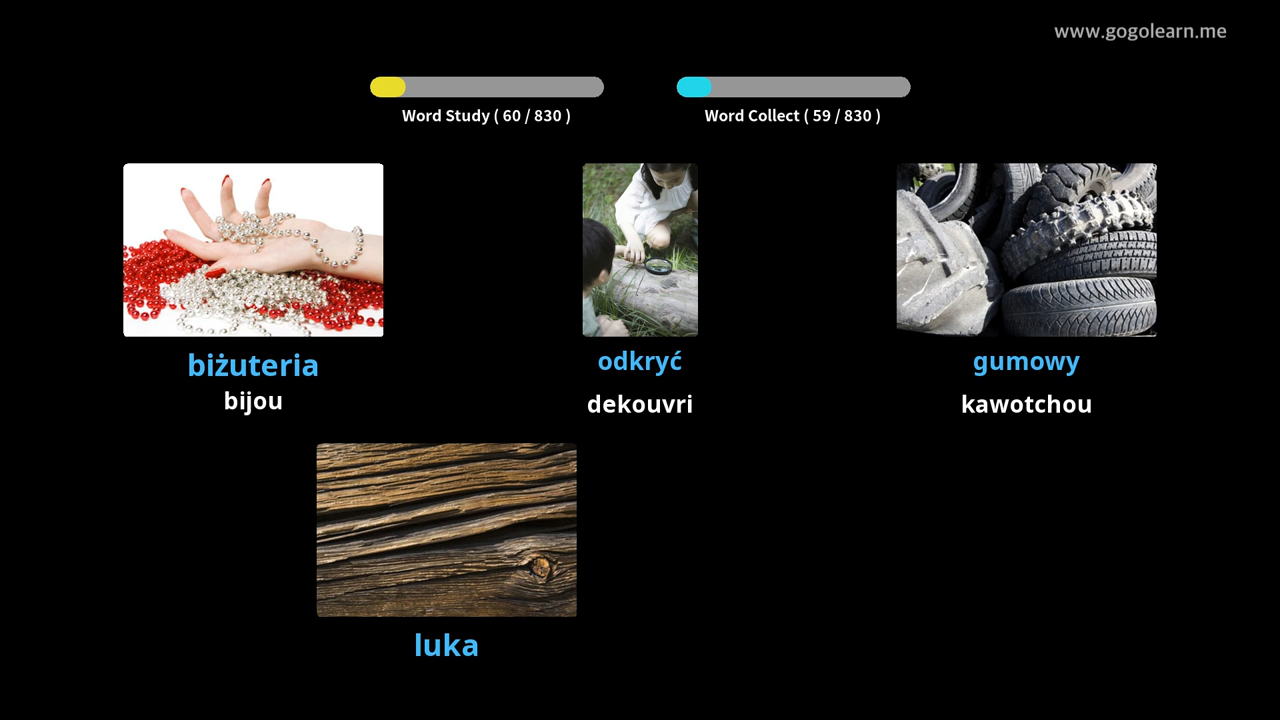 www.gogolearn.me
Word Study ( 60 / 830 )
Word Collect ( 59 / 830 )
biżuteria
bijou
odkryć
dekouvri
gumowy
kawotchou
luka